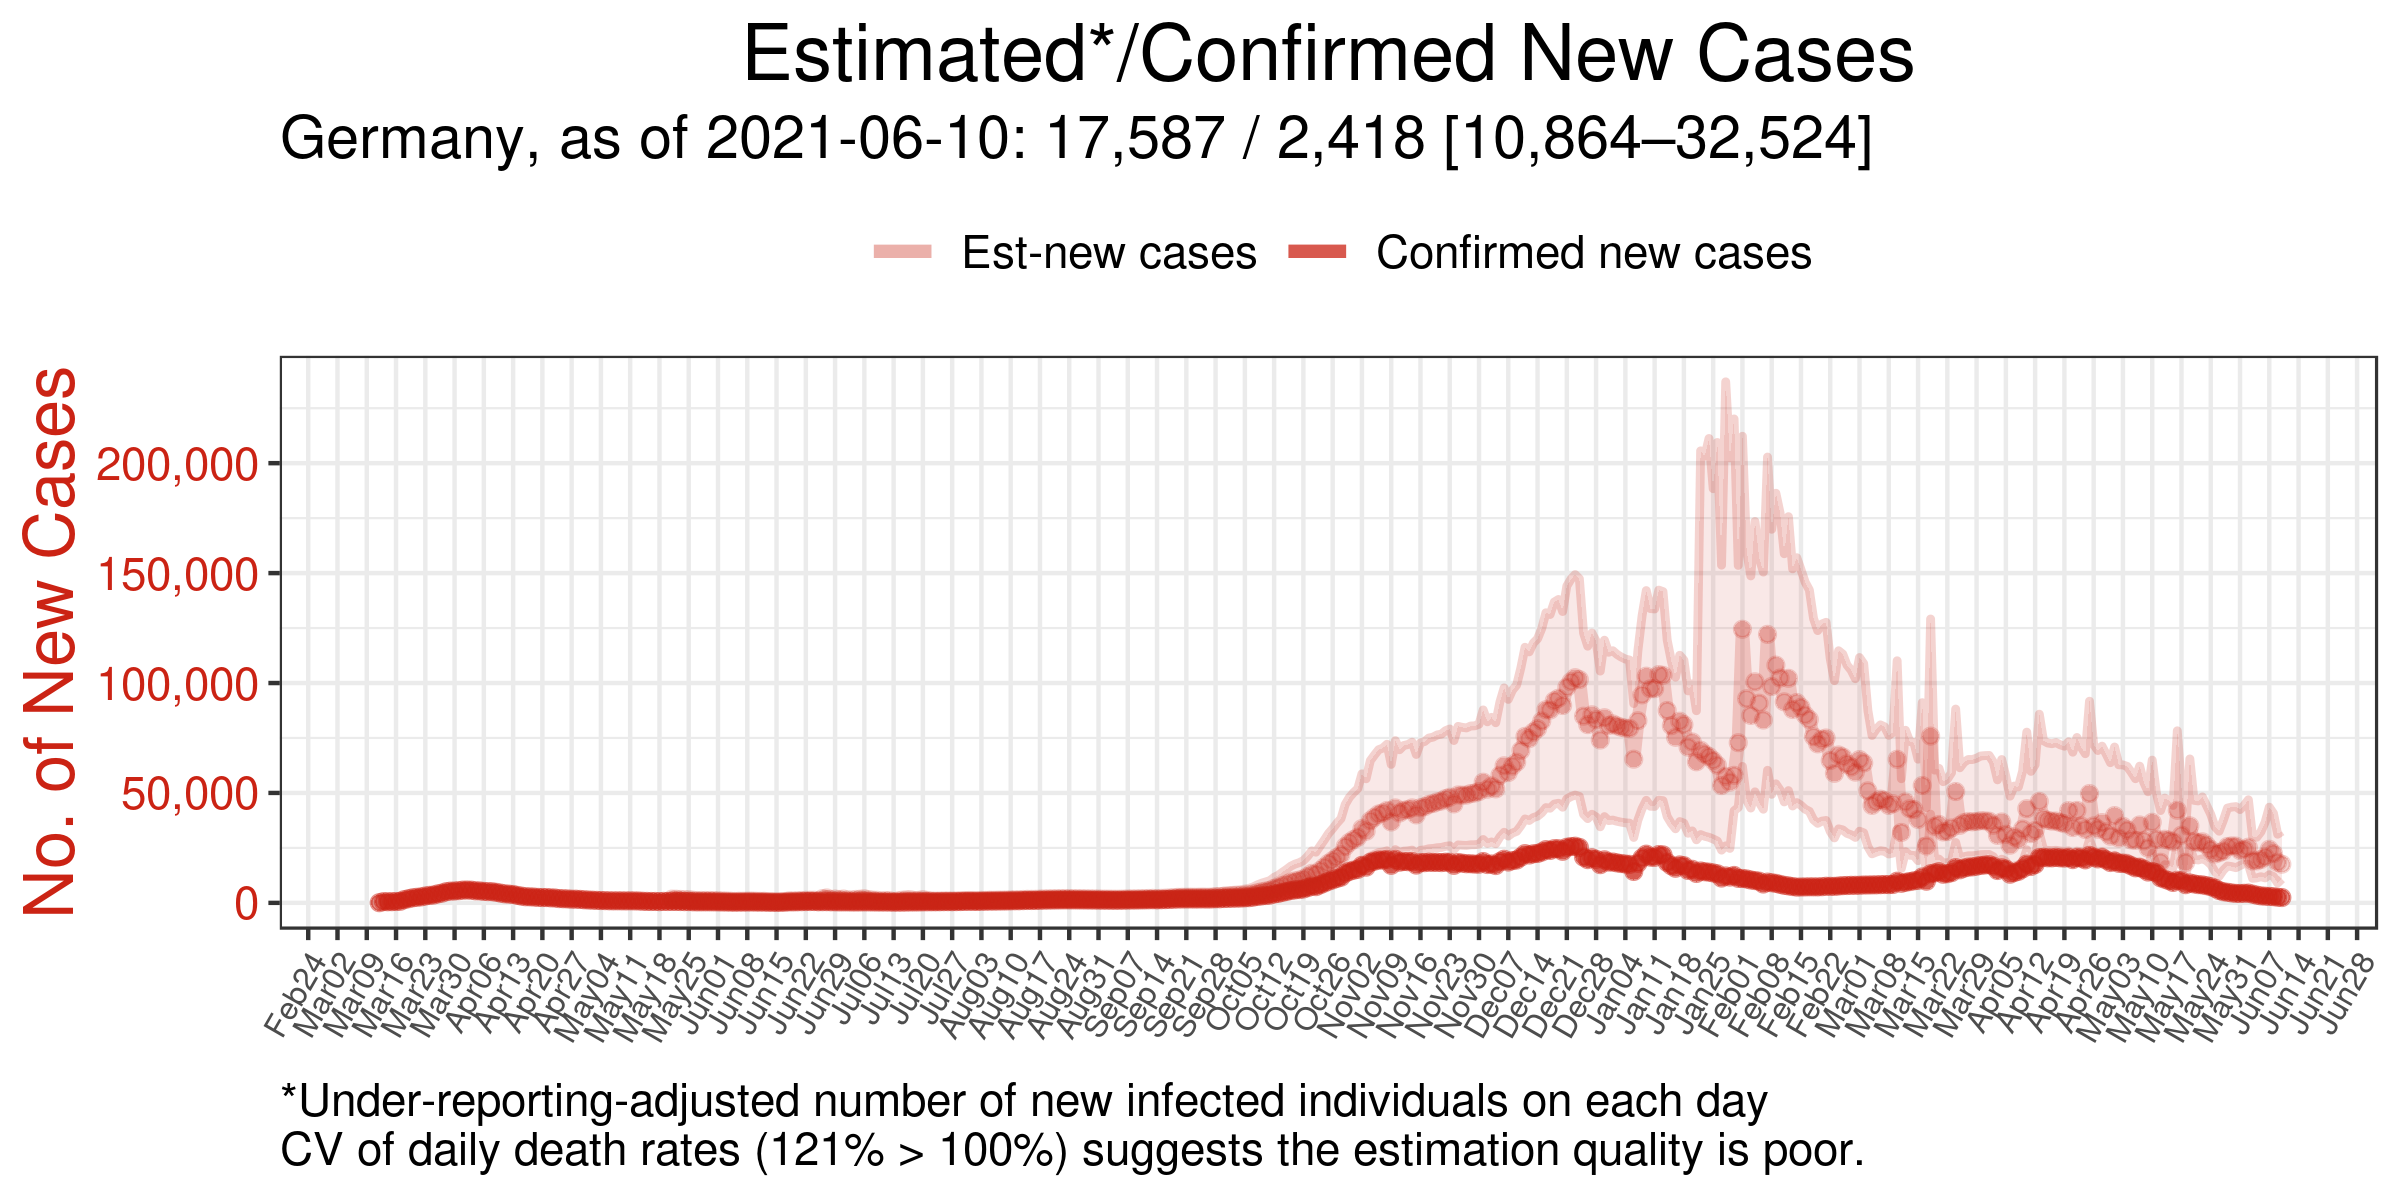 Estimated*/Confirmed New Cases
Germany, as of 2021-06-10: 17,587 / 2,418 [10,864–32,524]
Est-new cases
Confirmed new cases
No. of New Cases
200,000
150,000
100,000
50,000
0
Feb24
Mar02
Mar09
Mar16
Mar23
Mar30
Apr06
Apr13
Apr20
Apr27
May04
May11
May18
May25
Jun01
Jun08
Jun15
Jun22
Jun29
Jul06
Jul13
Jul20
Jul27
Aug03
Aug10
Aug17
Aug24
Aug31
Sep07
Sep14
Sep21
Sep28
Oct05
Oct12
Oct19
Oct26
Nov02
Nov09
Nov16
Nov23
Nov30
Dec07
Dec14
Dec21
Dec28
Jan04
Jan11
Jan18
Jan25
Feb01
Feb08
Feb15
Feb22
Mar01
Mar08
Mar15
Mar22
Mar29
Apr05
Apr12
Apr19
Apr26
May03
May10
May17
May24
May31
Jun07
Jun14
Jun21
Jun28
*Under-reporting-adjusted number of new infected individuals on each day
CV of daily death rates (121% > 100%) suggests the estimation quality is poor.